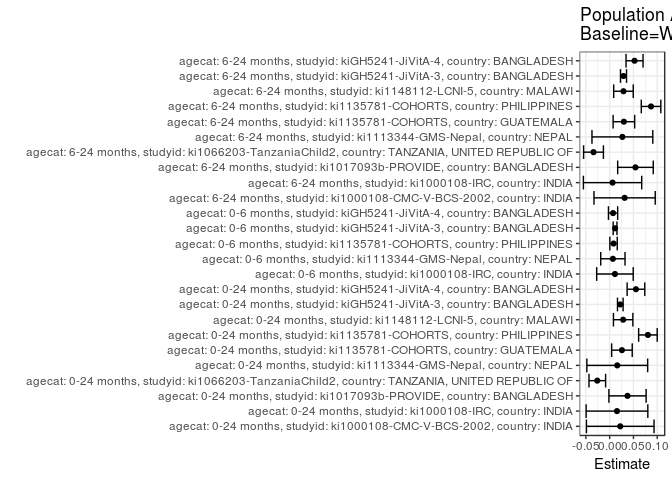 Population
Baseline=W
agecat: 6-24 months, studyid: kiGH5241-JiVitA-4, country: BANGLADESH
agecat: 6-24 months, studyid: kiGH5241-JiVitA-3, country: BANGLADESH
agecat: 6-24 months, studyid: ki1148112-LCNI-5, country: MALAWI
agecat: 6-24 months, studyid: ki1135781-COHORTS, country: PHILIPPINES
agecat: 6-24 months, studyid: ki1135781-COHORTS, country: GUATEMALA
agecat: 6-24 months, studyid: ki1113344-GMS-Nepal, country: NEPAL
agecat: 6-24 months, studyid: ki1066203-TanzaniaChild2, country: TANZANIA, UNITED REPUBLIC OF
agecat: 6-24 months, studyid: ki1017093b-PROVIDE, country: BANGLADESH
agecat: 6-24 months, studyid: ki1000108-IRC, country: INDIA
agecat: 6-24 months, studyid: ki1000108-CMC-V-BCS-2002, country: INDIA
agecat: 0-6 months, studyid: kiGH5241-JiVitA-4, country: BANGLADESH
agecat: 0-6 months, studyid: kiGH5241-JiVitA-3, country: BANGLADESH
agecat: 0-6 months, studyid: ki1135781-COHORTS, country: PHILIPPINES
agecat: 0-6 months, studyid: ki1113344-GMS-Nepal, country: NEPAL
agecat: 0-6 months, studyid: ki1000108-IRC, country: INDIA
agecat: 0-24 months, studyid: kiGH5241-JiVitA-4, country: BANGLADESH
agecat: 0-24 months, studyid: kiGH5241-JiVitA-3, country: BANGLADESH
agecat: 0-24 months, studyid: ki1148112-LCNI-5, country: MALAWI
agecat: 0-24 months, studyid: ki1135781-COHORTS, country: PHILIPPINES
agecat: 0-24 months, studyid: ki1135781-COHORTS, country: GUATEMALA
agecat: 0-24 months, studyid: ki1113344-GMS-Nepal, country: NEPAL
agecat: 0-24 months, studyid: ki1066203-TanzaniaChild2, country: TANZANIA, UNITED REPUBLIC OF
agecat: 0-24 months, studyid: ki1017093b-PROVIDE, country: BANGLADESH
agecat: 0-24 months, studyid: ki1000108-IRC, country: INDIA
agecat: 0-24 months, studyid: ki1000108-CMC-V-BCS-2002, country: INDIA
-0.05 0.00 0.05 0.10
Estimate